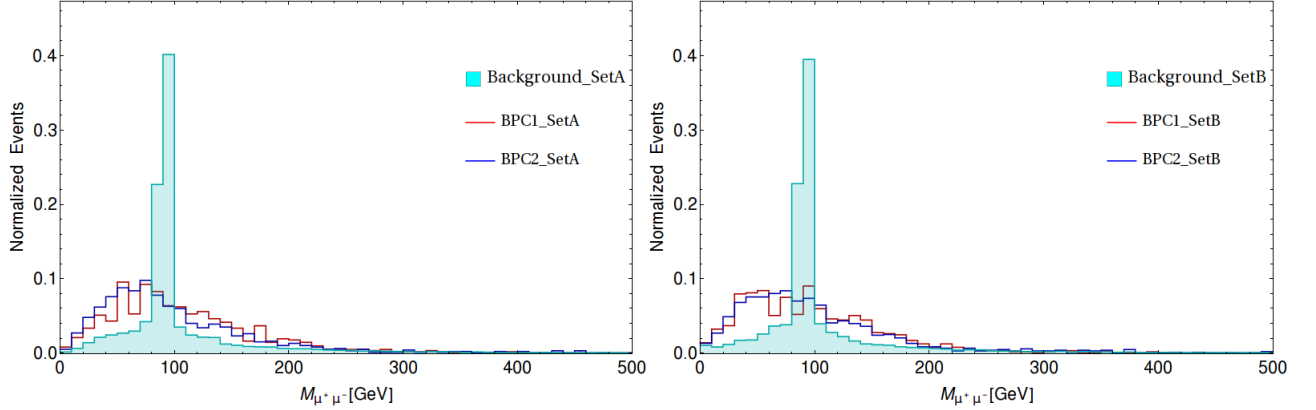 Normalized Events
0.4
0.3
0.2
0.1
0.0
0
100
200
300
400
500
M μ⁺ μ⁻[GeV]
Background_SetA
BPC1_SetA
BPC2_SetA
Normalized Events
0.4
0.3
0.2
0.1
0.0
0
100
200
300
400
500
M μ⁺ μ⁻[GeV]
Background_SetB
BPC1_SetB
BPC2_SetB